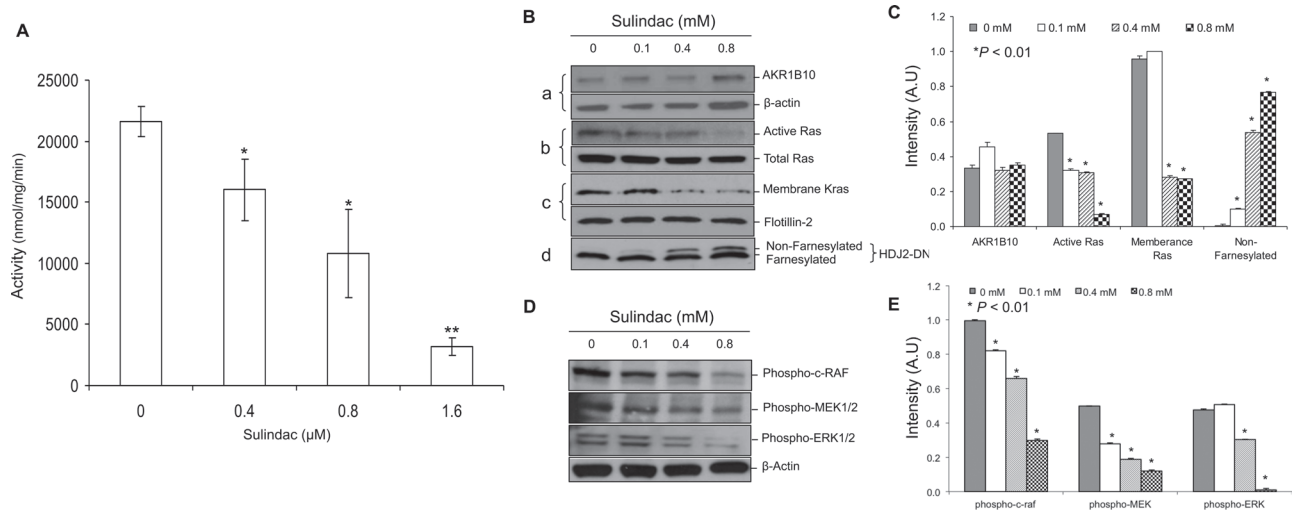 A
25000
20000
15000
10000
5000
0
Activity (nmol/mg/min)
*
*
**
0 0.4 0.8 1.6
Sulindac (μM)
B
Sulindac (mM)
0 0.1 0.4 0.8
a
AKR1B10
β-actin
b
Active Ras
Total Ras
c
Membrane Kras
Flotillin-2
d
Non-Farnesylated
Farnesylated
HDJ2-DN
C
0 mM 0.1 mM 0.4 mM 0.8 mM
*P < 0.01
1.2
1.0
0.8
0.6
0.4
0.2
0.0
Intensity (A.U)
* * *
* *
* * *
AKR1B10 Active Ras Memberance Ras Non-Farnesylated
D
Sulindac (mM)
0 0.1 0.4 0.8
Phospho-c-RAF
Phospho-MEK1/2
Phospho-ERK1/2
β-Actin
E
0 mM 0.1 mM 0.4 mM 0.8 mM
* P < 0.01
1.2
1.0
0.8
0.6
0.4
0.2
0.0
Intensity (A.U)
* * *
* * *
* *
phospho-c-raf phospho-MEK phospho-ERK